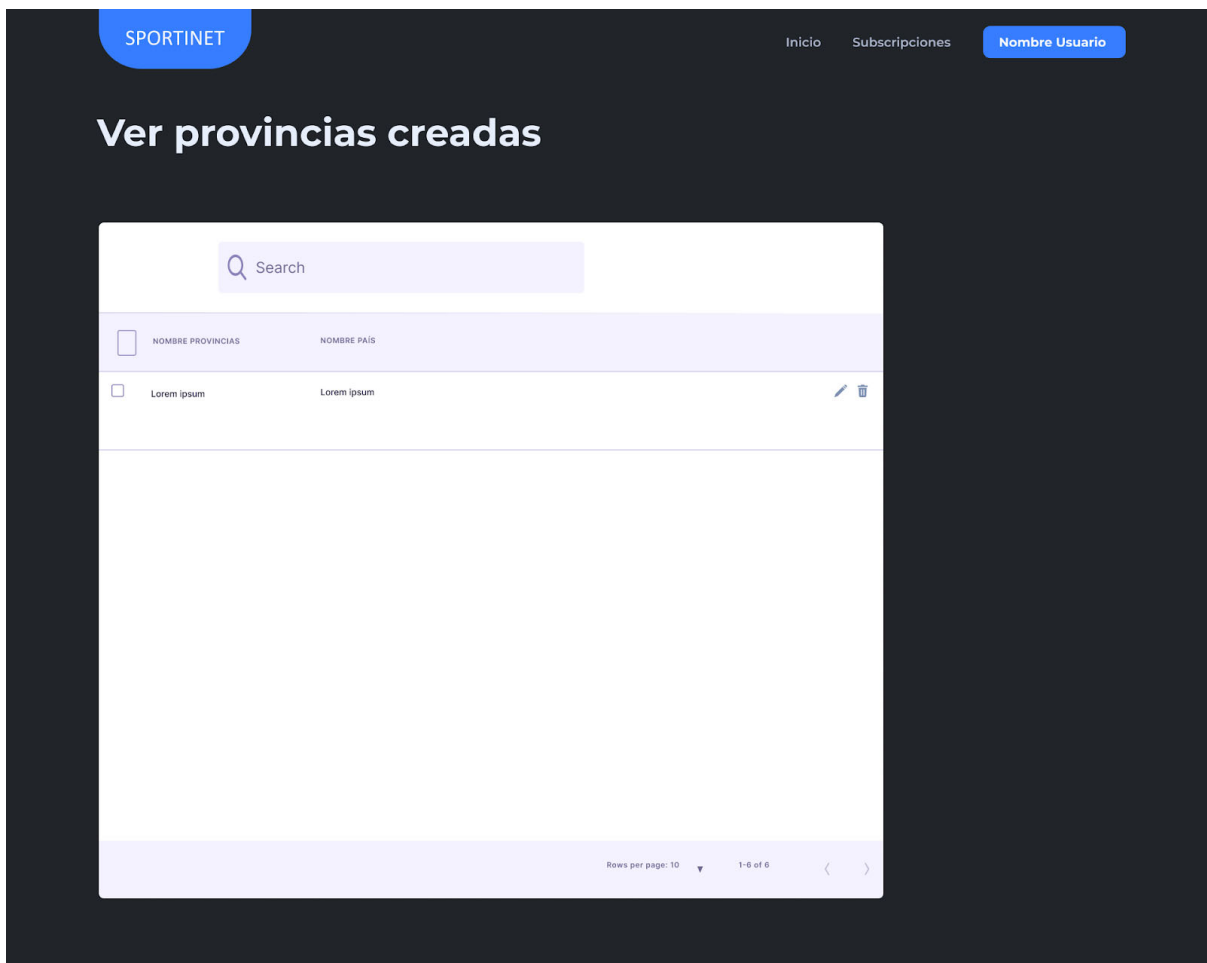 SPORTINET
Inicio Subscripciones Nombre Usuario
Ver provincias creadas
Search
NOMBRE PROVINCIAS NOMBRE PAÍS
Lorem ipsum Lorem ipsum
Rows per page: 10 1-6 of 6